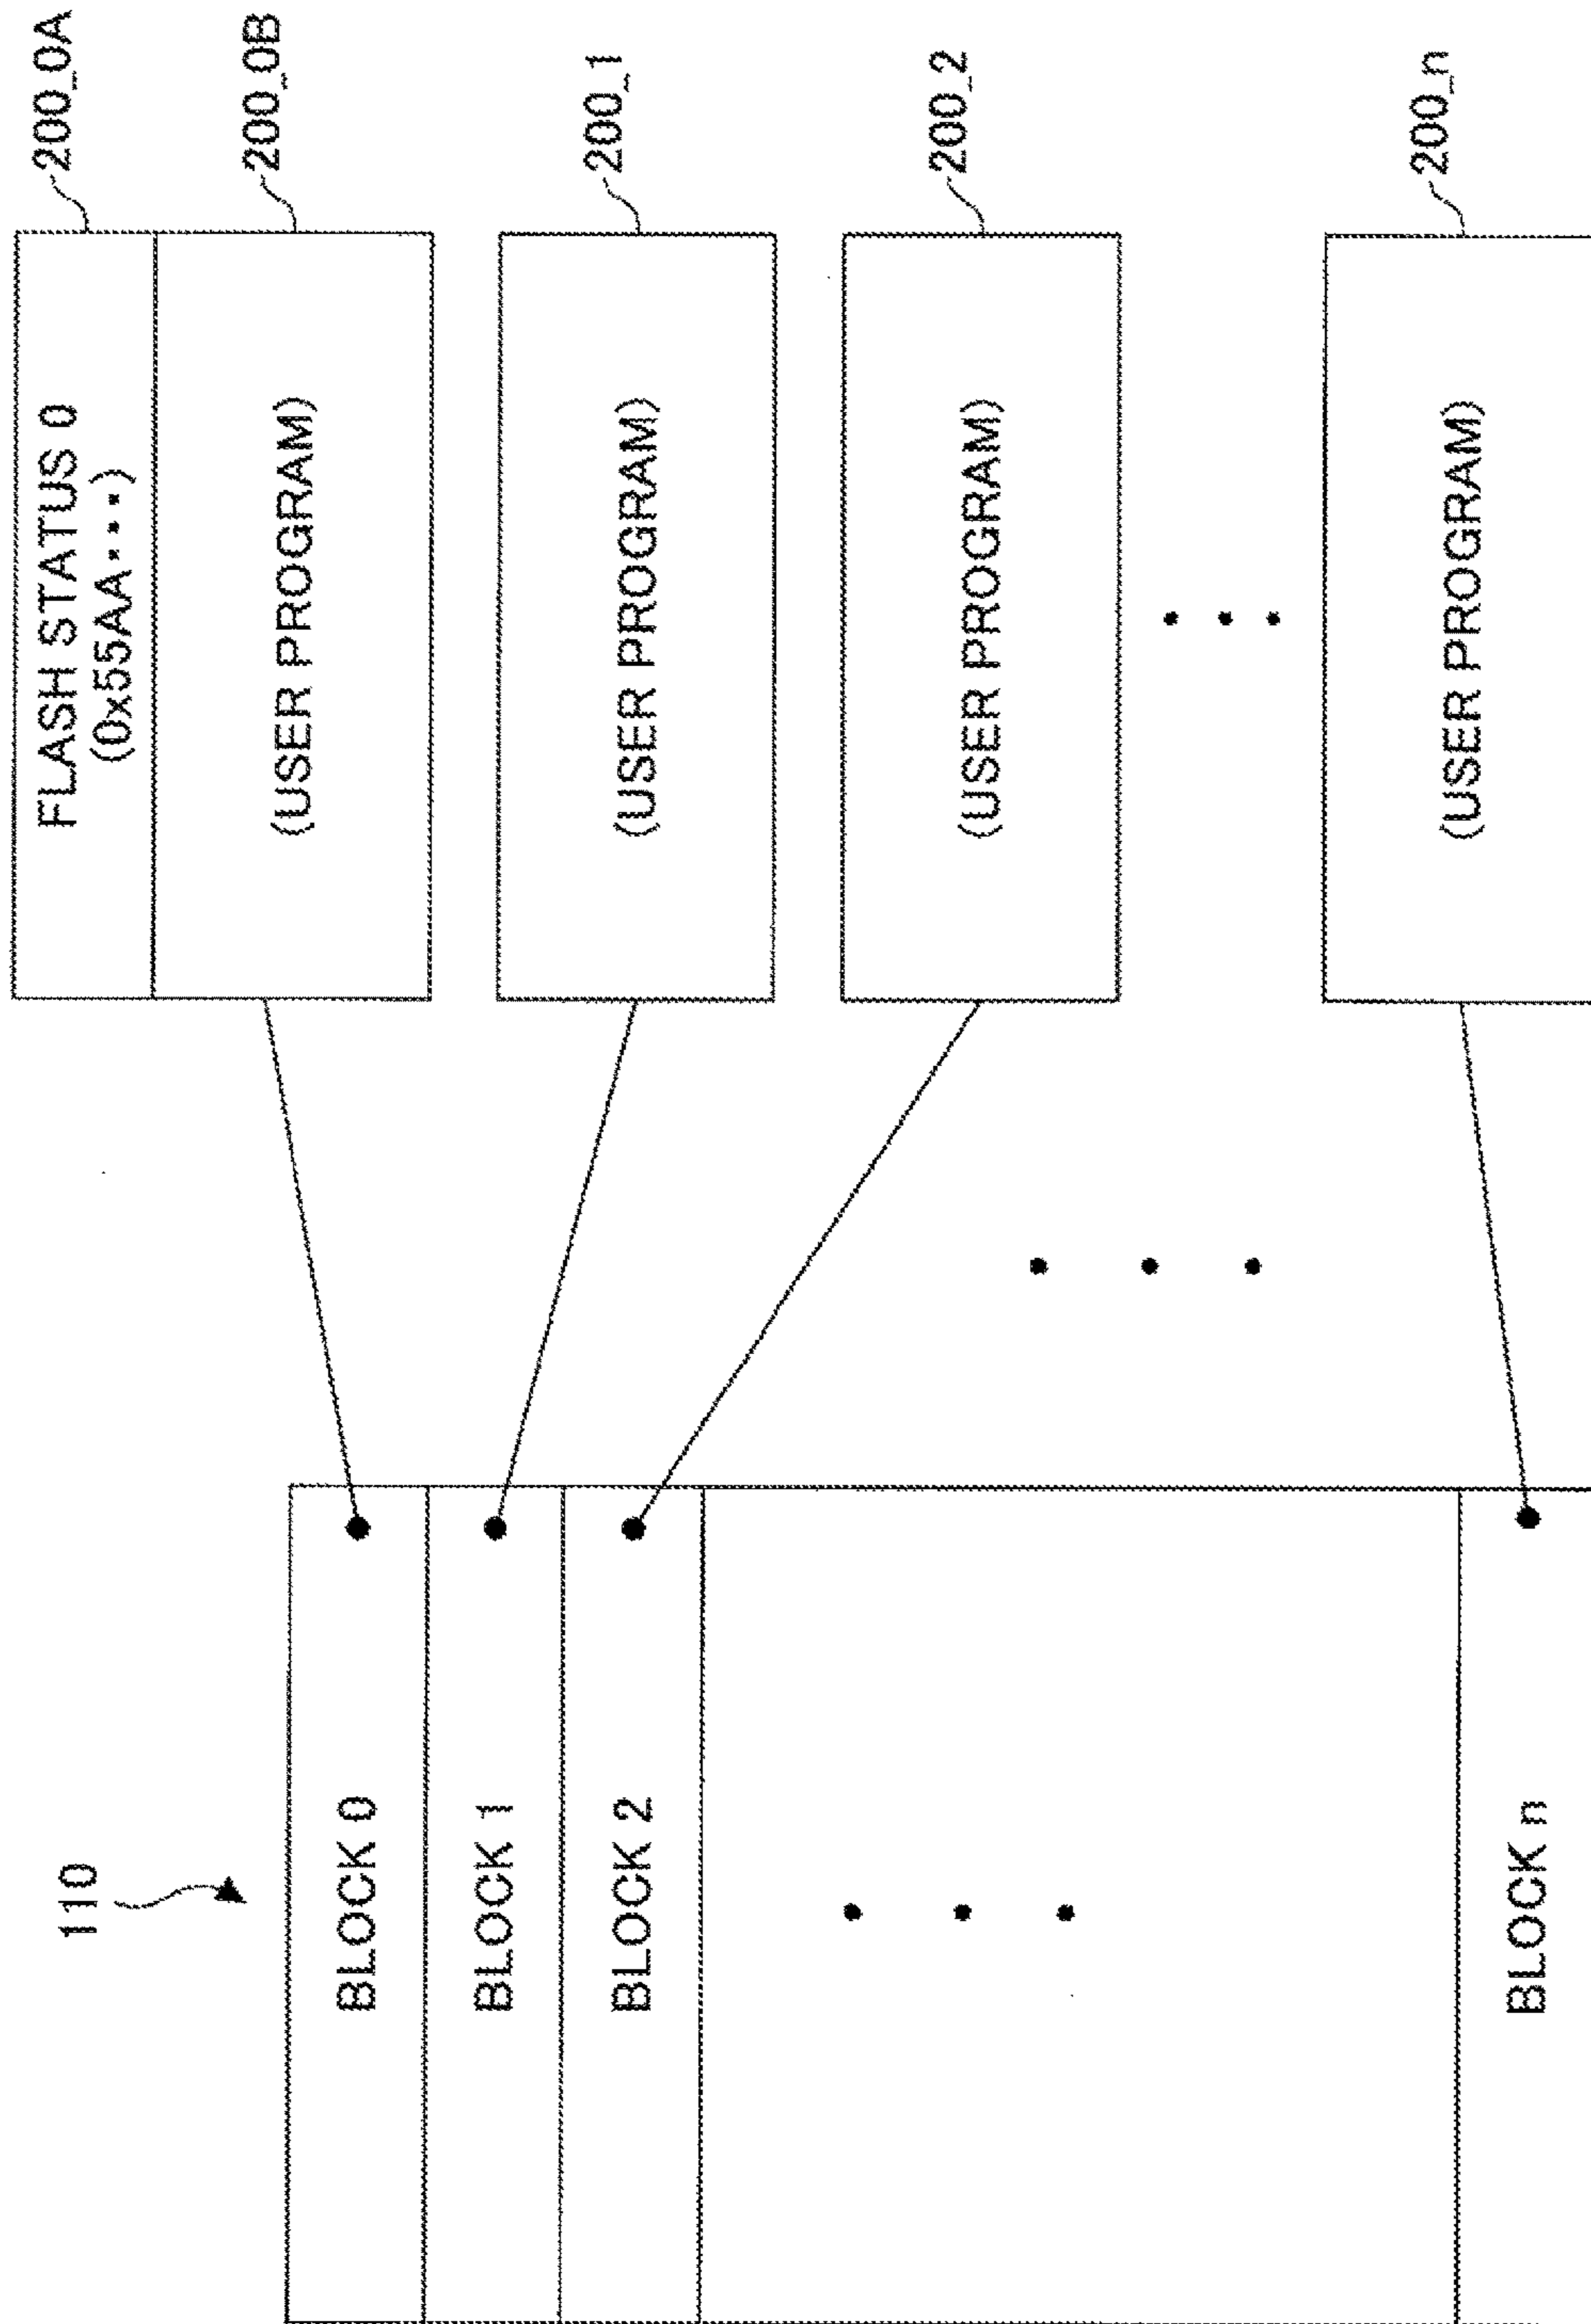 110
BLOCK 0
BLOCK 1
BLOCK 2
BLOCK n
FLASH STATUS 0
(0x55AA･･･)
200_0A
(USER PROGRAM)
200_0B
(USER PROGRAM)
200_1
(USER PROGRAM)
200_2
(USER PROGRAM)
200_n